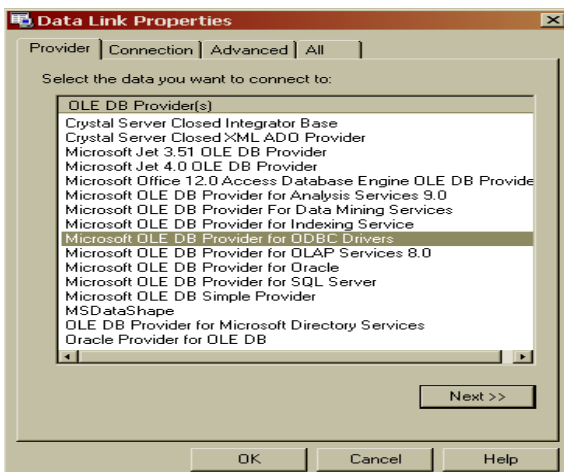 Data Link Properties
Provider Connection Advanced All
Select the data you want to connect to:
OLE DB Provider(s)
Crystal Server Closed Integrator Base
Crystal Server Closed XML ADO Provider
Microsoft Jet 3.51 OLE DB Provider
Microsoft Jet 4.0 OLE DB Provider
Microsoft Office 12.0 Access Database Engine OLE DB Provide
Microsoft OLE DB Provider for Analysis Services 9.0
Microsoft OLE DB Provider For Data Mining Services
Microsoft OLE DB Provider for Indexing Service
Microsoft OLE DB Provider for ODBC Drivers
Microsoft OLE DB Provider for OLAP Services 8.0
Microsoft OLE DB Provider for Oracle
Microsoft OLE DB Provider for SQL Server
Microsoft OLE DB Simple Provider
MSDataShape
OLE DB Provider for Microsoft Directory Services
Oracle Provider for OLE DB
Next >>
OK Cancel Help